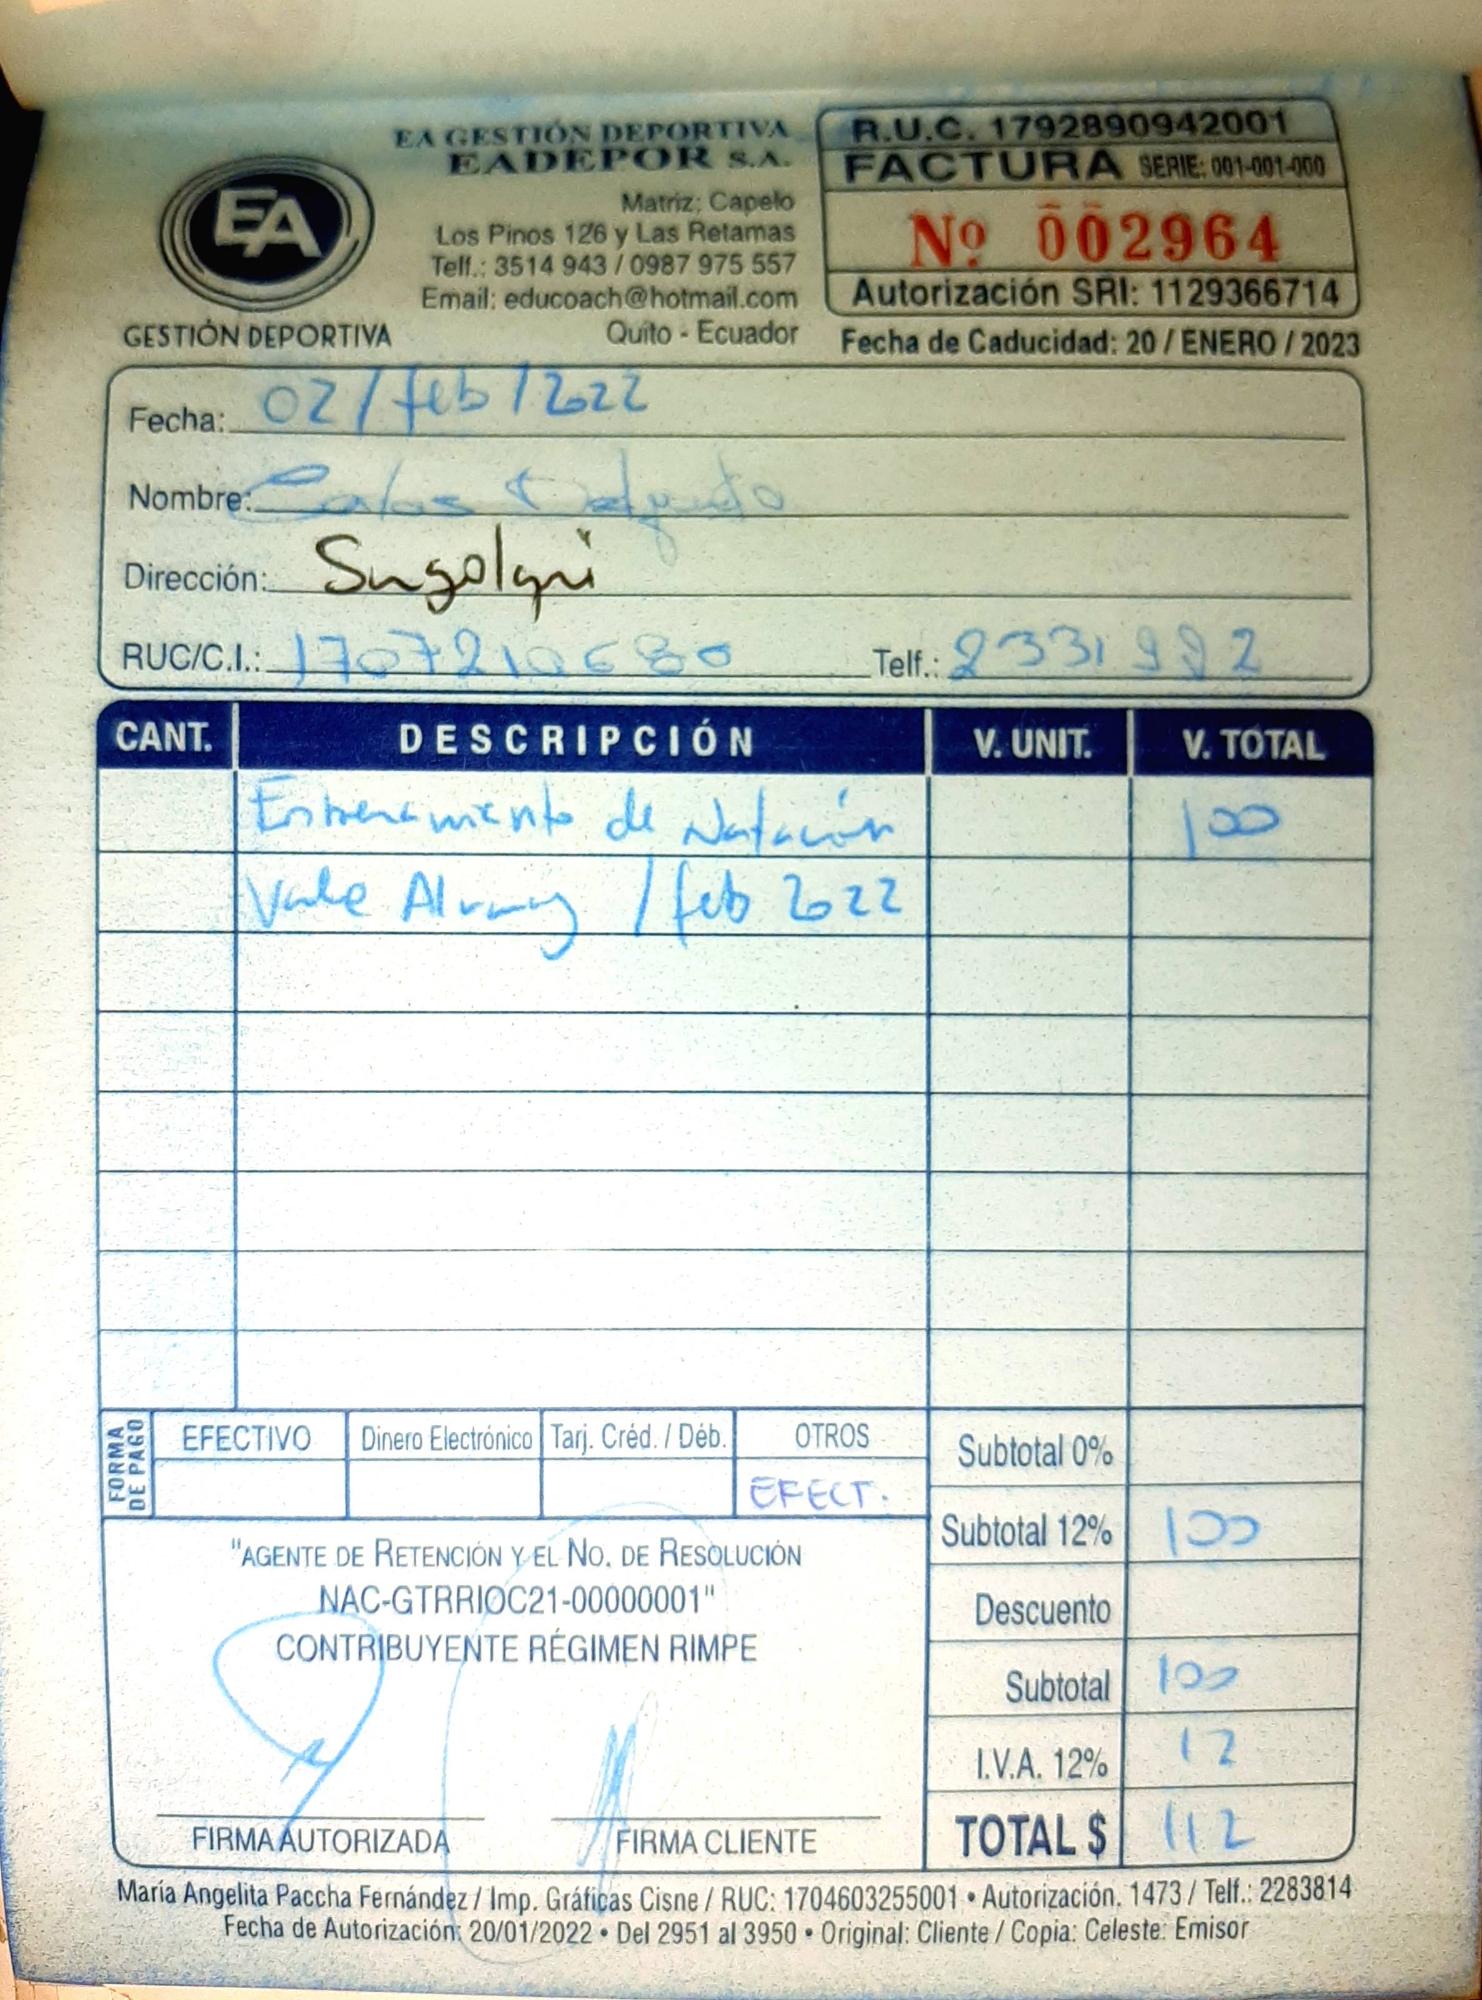 EA GESTIÓN DEPORTIVA
EADEPOR S.A.
Matriz: Capelo
Los Pinos 126 y Las Retamas
Telf.: 3514 943 / 0987 975 557
Email: educoach@hotmail.com
Quito - Ecuador
EA
GESTIÓN DEPORTIVA
R.U.C. 1792890942001
FACTURA SERIE: 001-001-000
Nº 002964
Autorización SRI: 1129366714
Fecha de Caducidad: 20 / ENERO / 2023
Fecha: 02/feb/2022
Nombre: Carlos
Dirección: Sngolqui
RUC/C.I.: 1707210680 Telf.: 2331992
CANT. DESCRIPCIÓN V. UNIT. V. TOTAL
Entrenamiento de Natación 100
Vale / feb 2022
FORMA DE PAGO
EFECTIVO Dinero Electrónico Tarj. Créd. / Déb. OTROS
EFECT.
Subtotal 0%
Subtotal 12% 100
Descuento
Subtotal 100
I.V.A. 12% 12
TOTAL $ 112
"AGENTE DE RETENCIÓN Y EL NO. DE RESOLUCIÓN
NAC-GTRRIOC21-00000001"
CONTRIBUYENTE RÉGIMEN RIMPE
FIRMA AUTORIZADA FIRMA CLIENTE
María Angelita Paccha Fernández / Imp. Gráficas Cisne / RUC: 1704603255001 • Autorización. 1473 / Telf.: 2283814
Fecha de Autorización: 20/01/2022 • Del 2951 al 3950 • Original: Cliente / Copia: Celeste: Emisor